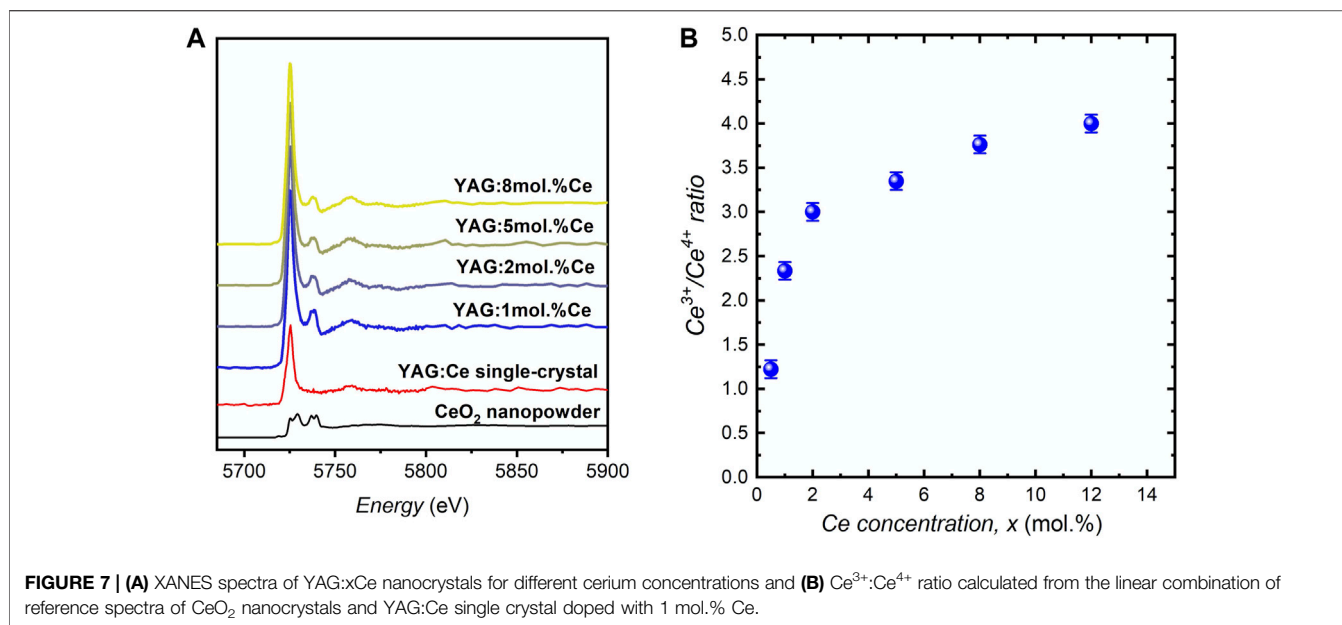 A
YAG:8mol.%Ce
YAG:5mol.%Ce
YAG:2mol.%Ce
YAG:1mol.%Ce
YAG:Ce single-crystal
CeO₂ nanopowder
5700 5750 5800 5850 5900
Energy (eV)
B
5.0
4.5
4.0
3.5
3.0
2.5
2.0
1.5
1.0
0.5
0.0
Ce³⁺/Ce⁴⁺ ratio
0 2 4 6 8 10 12 14
Ce concentration, x (mol.%)
FIGURE 7 | (A) XANES spectra of YAG:xCe nanocrystals for different cerium concentrations and (B) Ce³⁺:Ce⁴⁺ ratio calculated from the linear combination of
reference spectra of CeO₂ nanocrystals and YAG:Ce single crystal doped with 1 mol.% Ce.